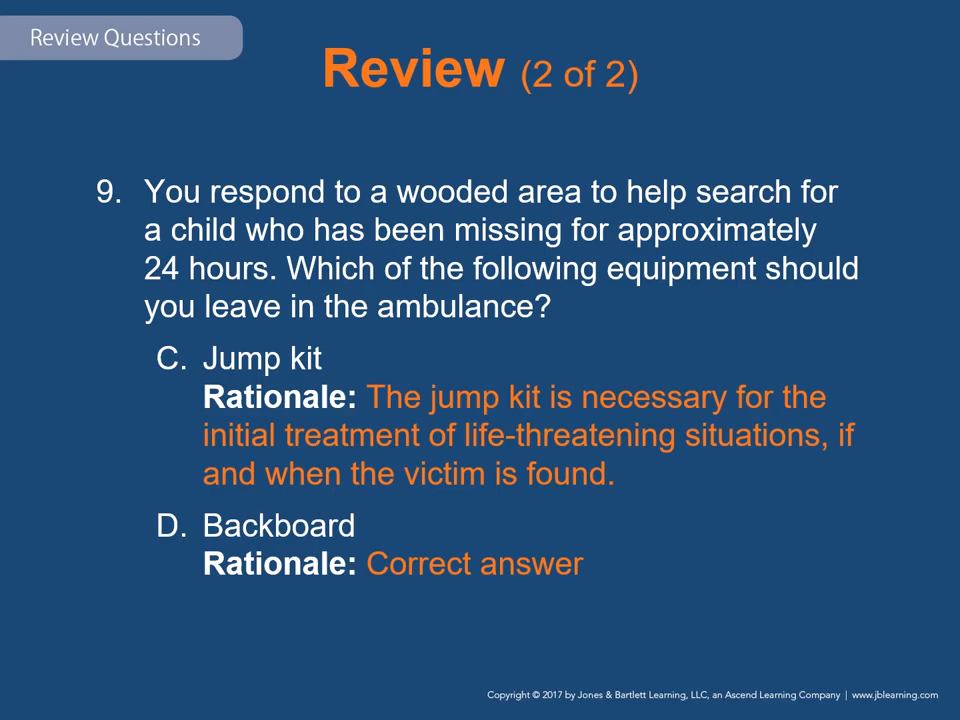 Review Questions
Review (2 of 2)
9. You respond to a wooded area to help search for
a child who has been missing for approximately
24 hours. Which of the following equipment should
you leave in the ambulance?
C. Jump kit
Rationale: The jump kit is necessary for the
initial treatment of life-threatening situations, if
and when the victim is found.
D. Backboard
Rationale: Correct answer
Copyright © 2017 by Jones & Bartlett Learning, LLC, an Ascend Learning Company | www.jblearning.com